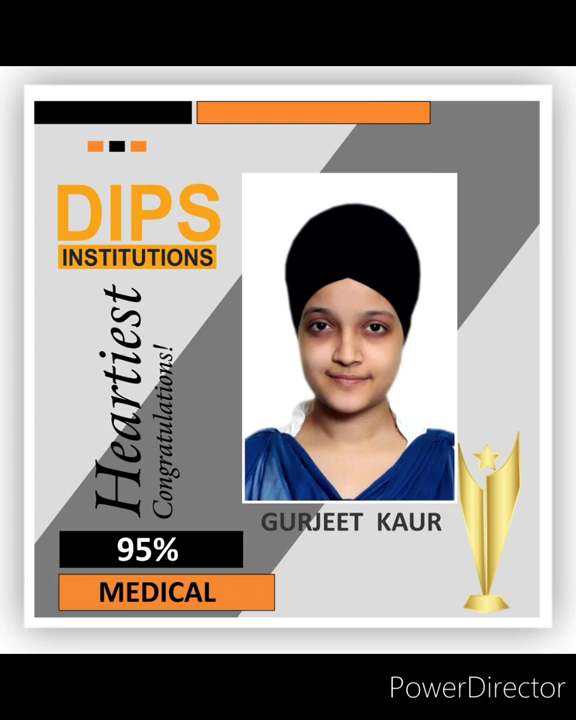 DIPS
INSTITUTIONS
Heartiest
Congratulations!
GURJEET KAUR
95%
MEDICAL
PowerDirector